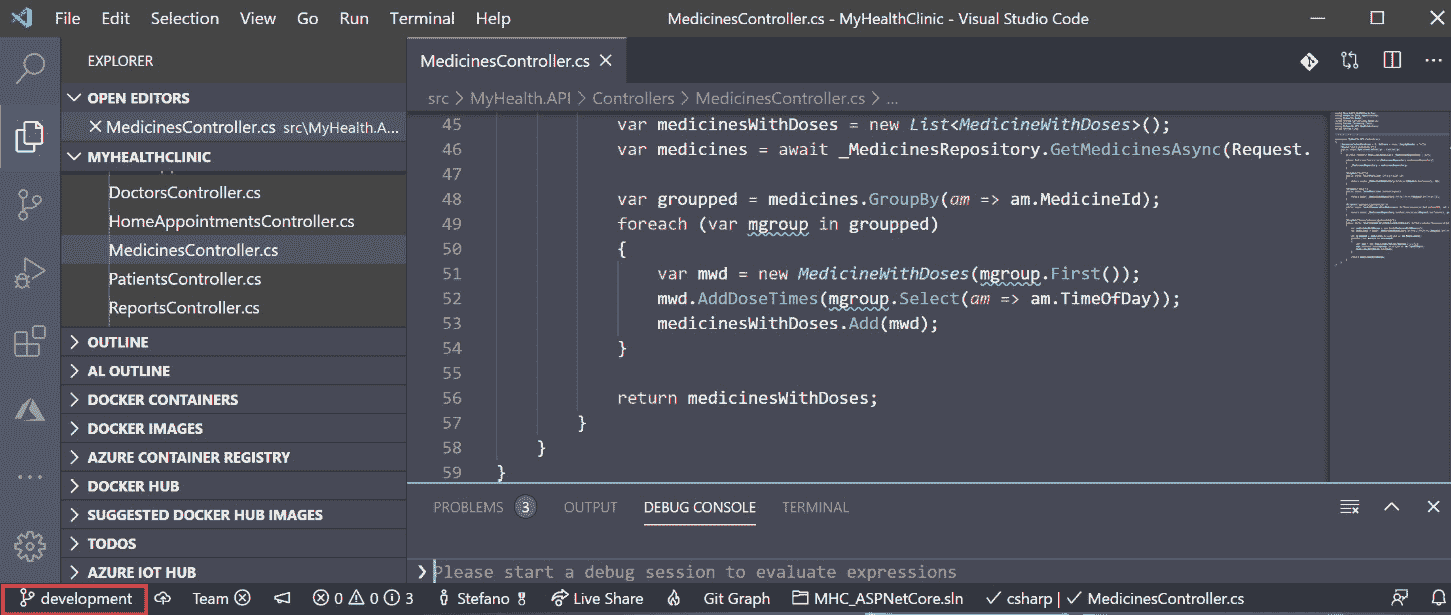 File Edit Selection View Go Run Terminal Help MedicinesController.cs - MyHealthClinic - Visual Studio Code
EXPLORER
OPEN EDITORS
MedicinesController.cs src\MyHealth.A...
MYHEALTHCLINIC
DoctorsController.cs
HomeAppointmentsController.cs
MedicinesController.cs
PatientsController.cs
ReportsController.cs
OUTLINE
AL OUTLINE
DOCKER CONTAINERS
DOCKER IMAGES
AZURE CONTAINER REGISTRY
DOCKER HUB
SUGGESTED DOCKER HUB IMAGES
TODOS
AZURE IOT HUB
MedicinesController.cs
src > MyHealth.API > Controllers > MedicinesController.cs > ...
45 var medicinesWithDoses = new List<MedicineWithDoses>();
46 var medicines = await _MedicinesRepository.GetMedicinesAsync(Request.
47
48 var groupped = medicines.GroupBy(am => am.MedicineId);
49 foreach (var mgroup in groupped)
50 {
51 var mwd = new MedicineWithDoses(mgroup.First());
52 mwd.AddDoseTimes(mgroup.Select(am => am.TimeOfDay));
53 medicinesWithDoses.Add(mwd);
54 }
55
56 return medicinesWithDoses;
57 }
58 }
59 }
PROBLEMS 3 OUTPUT DEBUG CONSOLE TERMINAL
Please start a debug session to evaluate expressions
development Team 0 0 3 Stefano Live Share Git Graph MHC_ASPNetCore.sln csharp | MedicinesController.cs